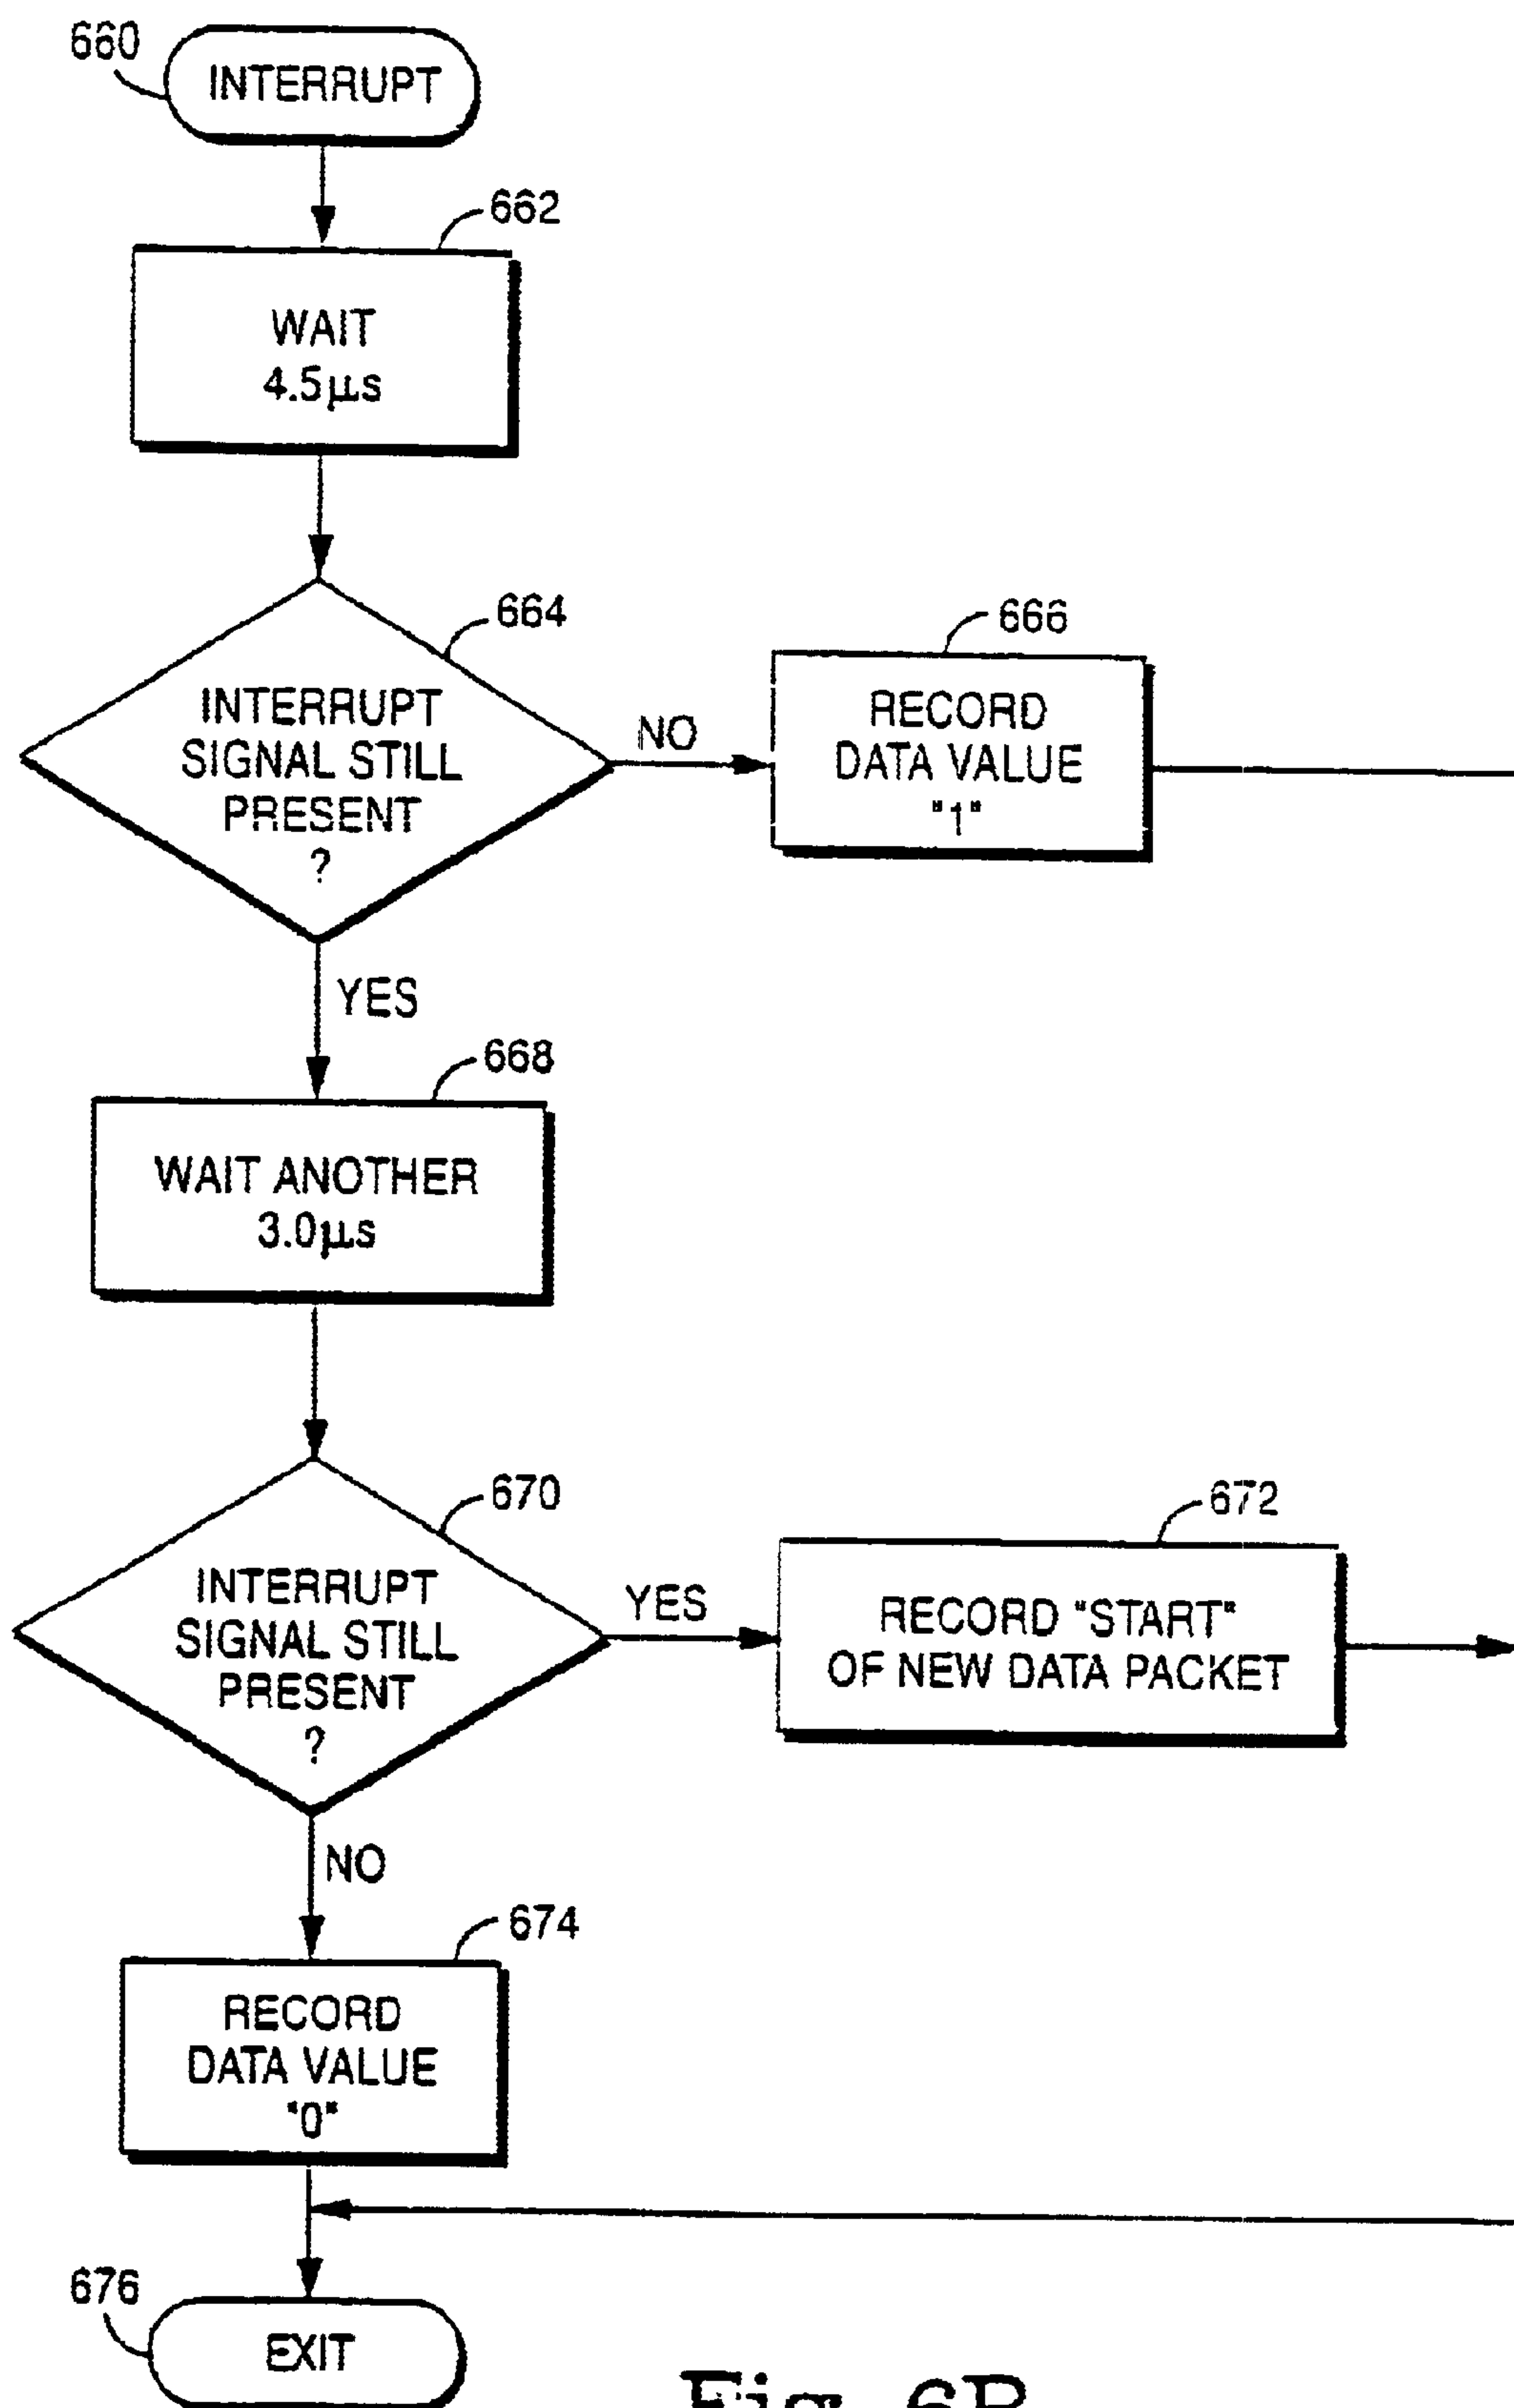 660
INTERRUPT
662
WAIT
4.5µs
664
INTERRUPT
SIGNAL STILL
PRESENT
?
NO
666
RECORD
DATA VALUE
"1"
YES
668
WAIT ANOTHER
3.0µs
670
INTERRUPT
SIGNAL STILL
PRESENT
?
YES
672
RECORD "START"
OF NEW DATA PACKET
NO
674
RECORD
DATA VALUE
"0"
676
EXIT
Fig. 6B